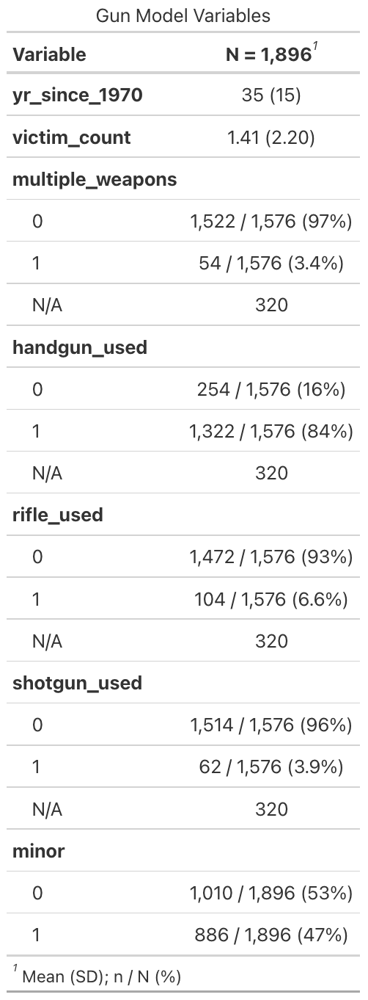 Gun Model Variables
Variable N = 1,896¹
yr_since_1970 35 (15)
victim_count 1.41 (2.20)
multiple_weapons
0 1,522 / 1,576 (97%)
1 54 / 1,576 (3.4%)
N/A 320
handgun_used
0 254 / 1,576 (16%)
1 1,322 / 1,576 (84%)
N/A 320
rifle_used
0 1,472 / 1,576 (93%)
1 104 / 1,576 (6.6%)
N/A 320
shotgun_used
0 1,514 / 1,576 (96%)
1 62 / 1,576 (3.9%)
N/A 320
minor
0 1,010 / 1,896 (53%)
1 886 / 1,896 (47%)
¹ Mean (SD); n / N (%)